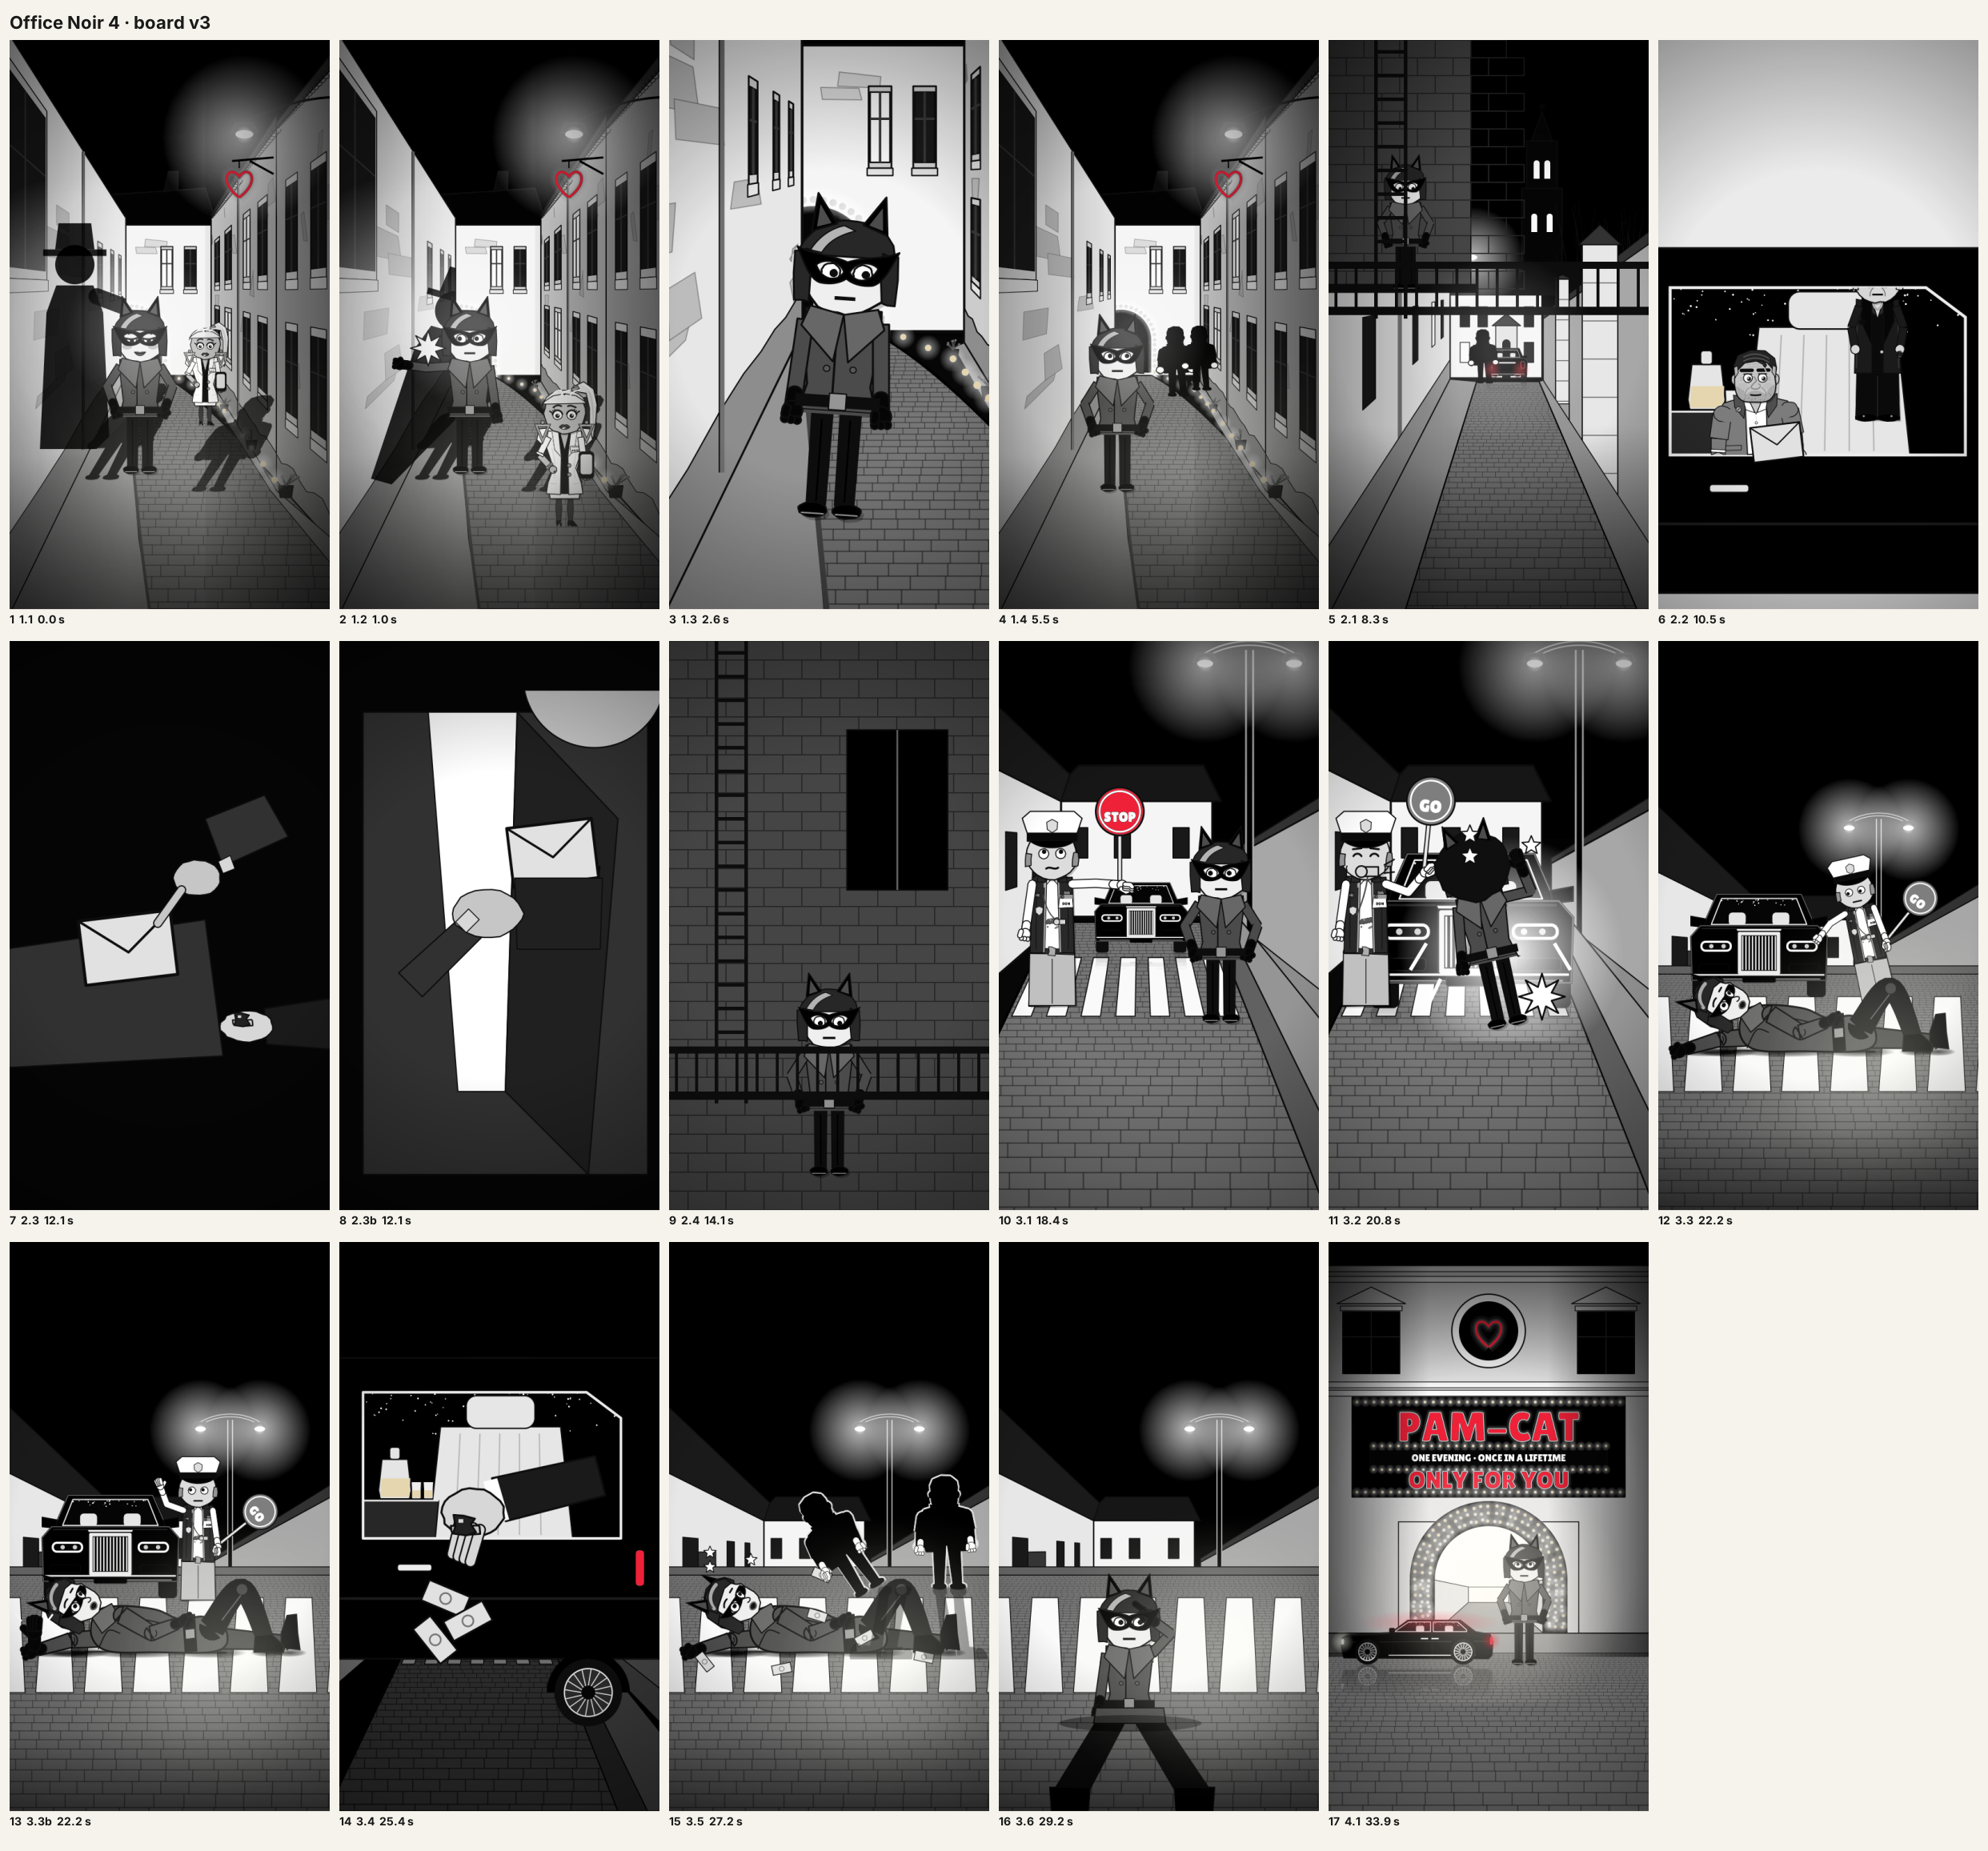 Office Noir 4 · board v3
1 1.1 0.0 s
2 1.2 1.0 s
3 1.3 2.6 s
4 1.4 5.5 s
5 2.1 8.3 s
6 2.2 10.5 s
7 2.3 12.1 s
8 2.3b 12.1 s
9 2.4 14.1 s
STOP
10 3.1 18.4 s
GO
11 3.2 20.8 s
GO
12 3.3 22.2 s
GO
13 3.3b 22.2 s
14 3.4 25.4 s
15 3.5 27.2 s
16 3.6 29.2 s
PAM-CAT
ONE EVENING · ONCE IN A LIFETIME
ONLY FOR YOU
17 4.1 33.9 s